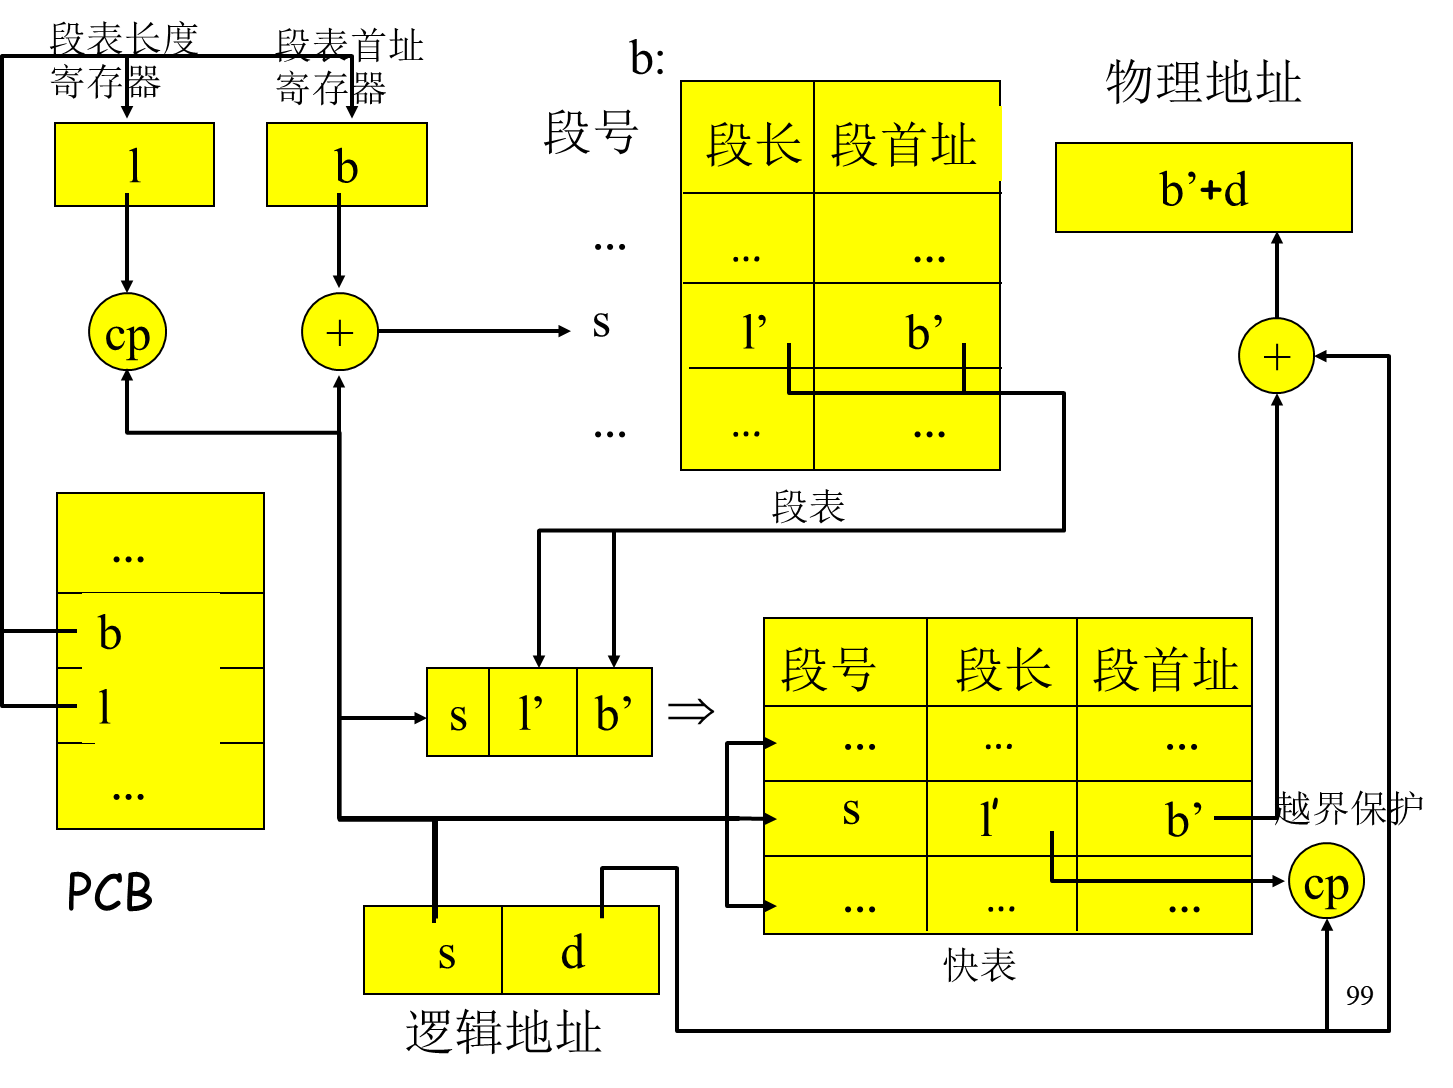 段表长度
寄存器
段表首址
寄存器
b:
物理地址
段号
段长 段首址
l
b
b’+d
... ... ...
cp
+
s l’ b’
+
... ... ...
段表
...
b
l
...
PCB
s l’ b’ ⇒
段号 段长 段首址
... ... ...
s l' b’
... ... ...
越界保护
cp
快表
s d
逻辑地址
99